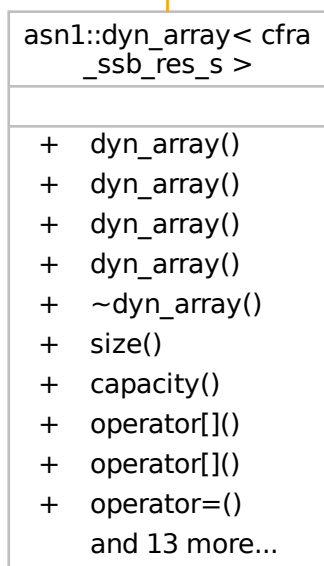 asn1::dyn_array< cfra
_ssb_res_s >
+ dyn_array()
+ dyn_array()
+ dyn_array()
+ dyn_array()
+ ~dyn_array()
+ size()
+ capacity()
+ operator[]()
+ operator[]()
+ operator=()
and 13 more...